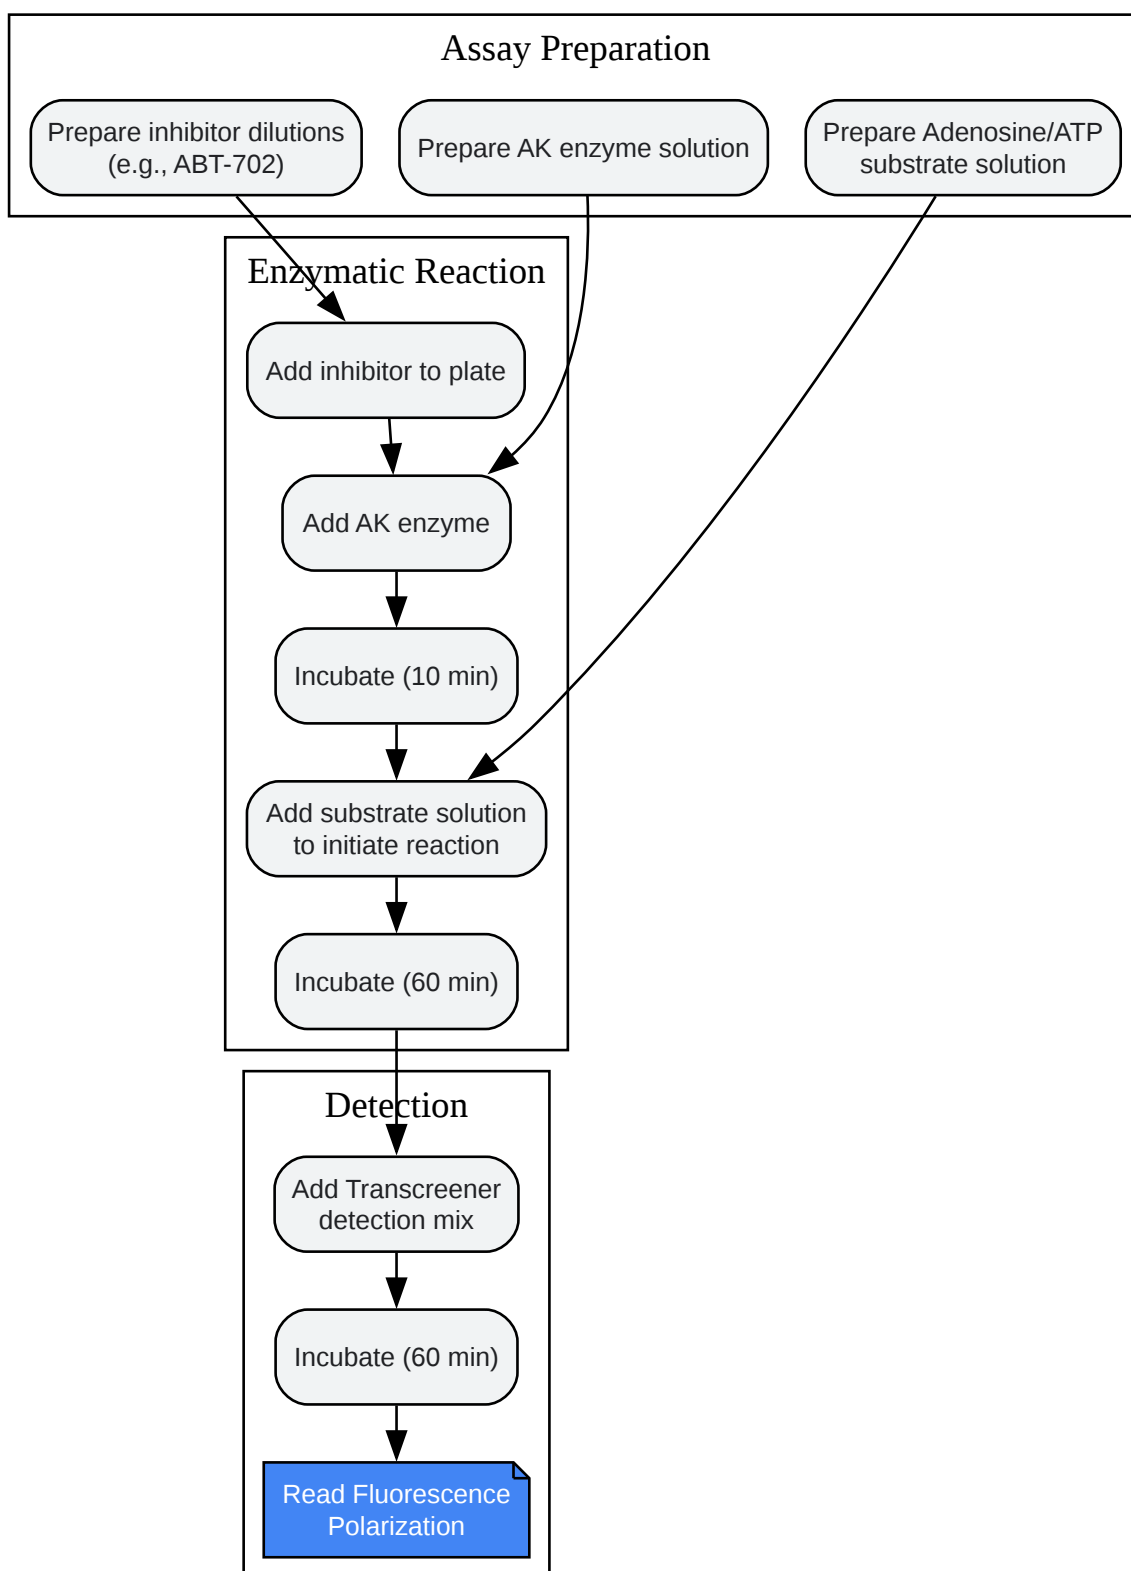 Assay Preparation
Prepare inhibitor dilutions
(e.g., ABT-702)
Prepare AK enzyme solution
Prepare Adenosine/ATP
substrate solution
Enzymatic Reaction
Add inhibitor to plate
Add AK enzyme
Incubate (10 min)
Add substrate solution
to initiate reaction
Incubate (60 min)
Detection
Add Transcreener
detection mix
Incubate (60 min)
Read Fluorescence
Polarization